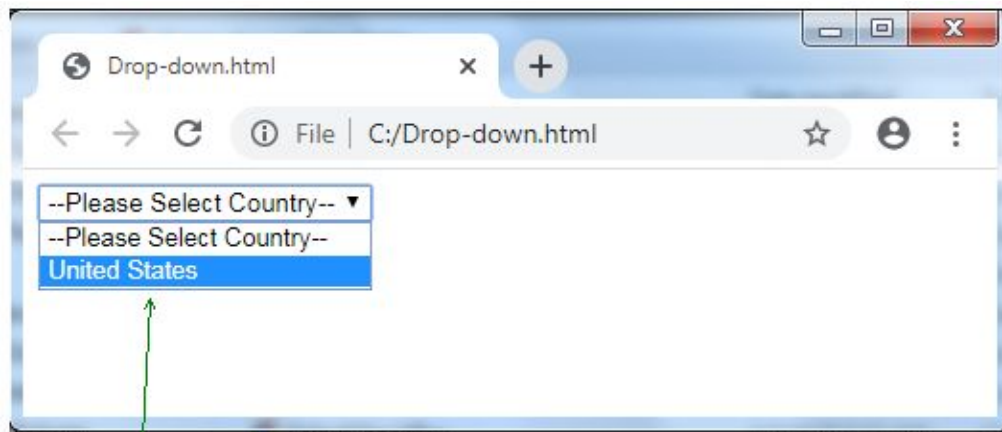 Drop-down.html
File | C:/Drop-down.html
--Please Select Country--
--Please Select Country--
United States